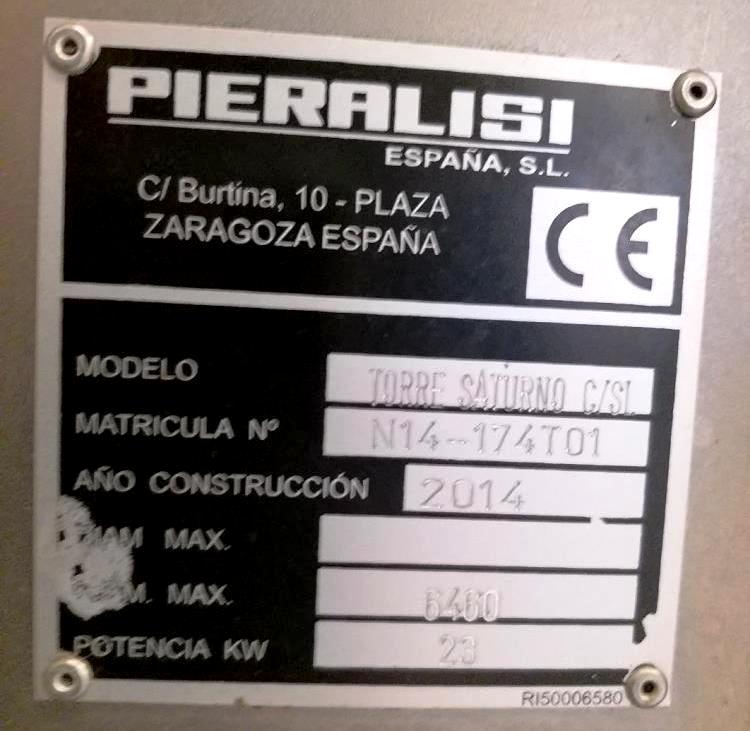 PIERALISI
ESPAÑA, S.L.
C/ Burtina, 10 - PLAZA
ZARAGOZA ESPAÑA
CE
MODELO TORRE SATURNO C/SI.
MATRICULA Nº N14-174T01
AÑO CONSTRUCCIÓN 2014
MAX.
MAX. 6460
POTENCIA KW 23
RI50006580